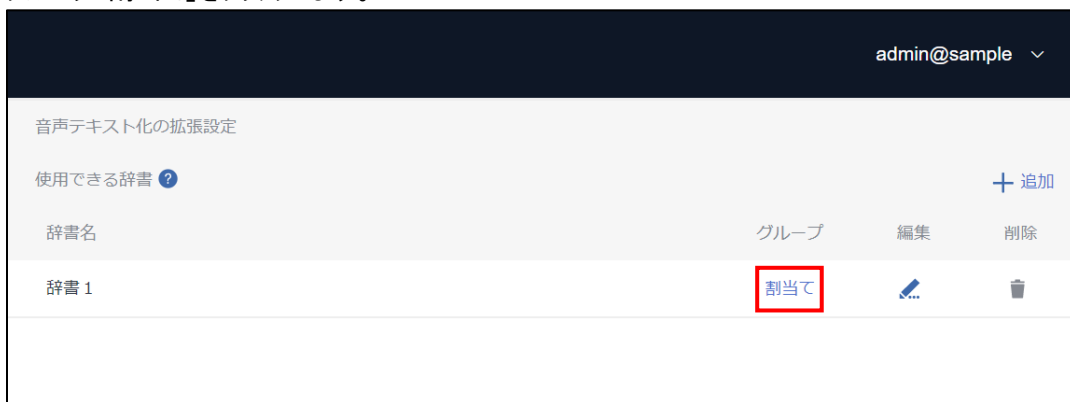 admin@sample
音声テキスト化の拡張設定
使用できる辞書 ?
追加
辞書名 グループ 編集 削除
辞書 1 割当て